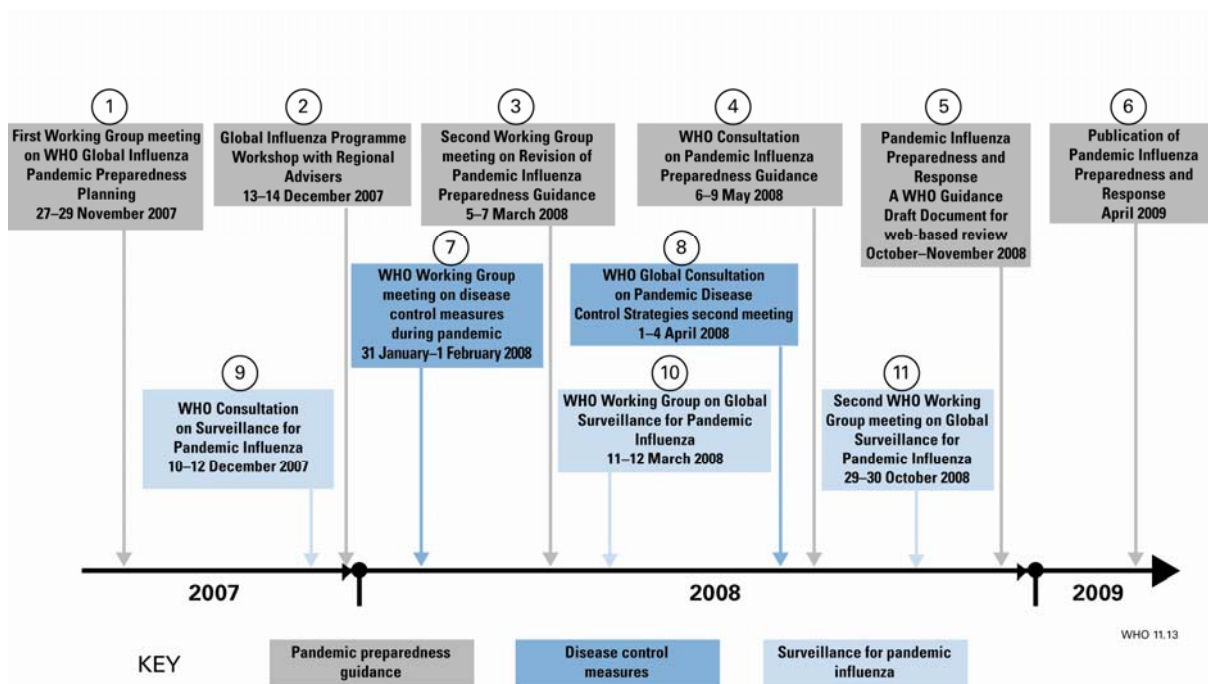 1
First Working Group meeting
on WHO Global Influenza
Pandemic Preparedness
Planning
27–29 November 2007
2
Global Influenza Programme
Workshop with Regional
Advisers
13–14 December 2007
3
Second Working Group
meeting on Revision of
Pandemic Influenza
Preparedness Guidance
5–7 March 2008
4
WHO Consultation
on Pandemic Influenza
Preparedness Guidance
6–9 May 2008
5
Pandemic Influenza
Preparedness and
Response
A WHO Guidance
Draft Document for
web-based review
October–November 2008
6
Publication of
Pandemic Influenza
Preparedness and
Response
April 2009
7
WHO Working Group
meeting on disease
control measures
during pandemic
31 January–1 February 2008
8
WHO Global Consultation
on Pandemic Disease
Control Strategies second meeting
1–4 April 2008
9
WHO Consultation
on Surveillance for
Pandemic Influenza
10–12 December 2007
10
WHO Working Group on Global
Surveillance for Pandemic
Influenza
11–12 March 2008
11
Second WHO Working
Group meeting on Global
Surveillance for
Pandemic Influenza
29–30 October 2008
2007
2008
2009
WHO 11.13
KEY
Pandemic preparedness
guidance
Disease control
measures
Surveillance for pandemic
influenza